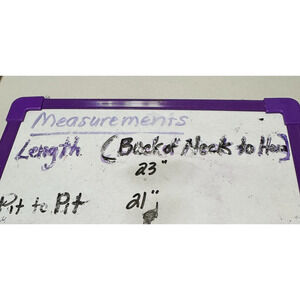 Measurements
Length (Back of Neck to Hem)
23"
Pit to Pit 21"